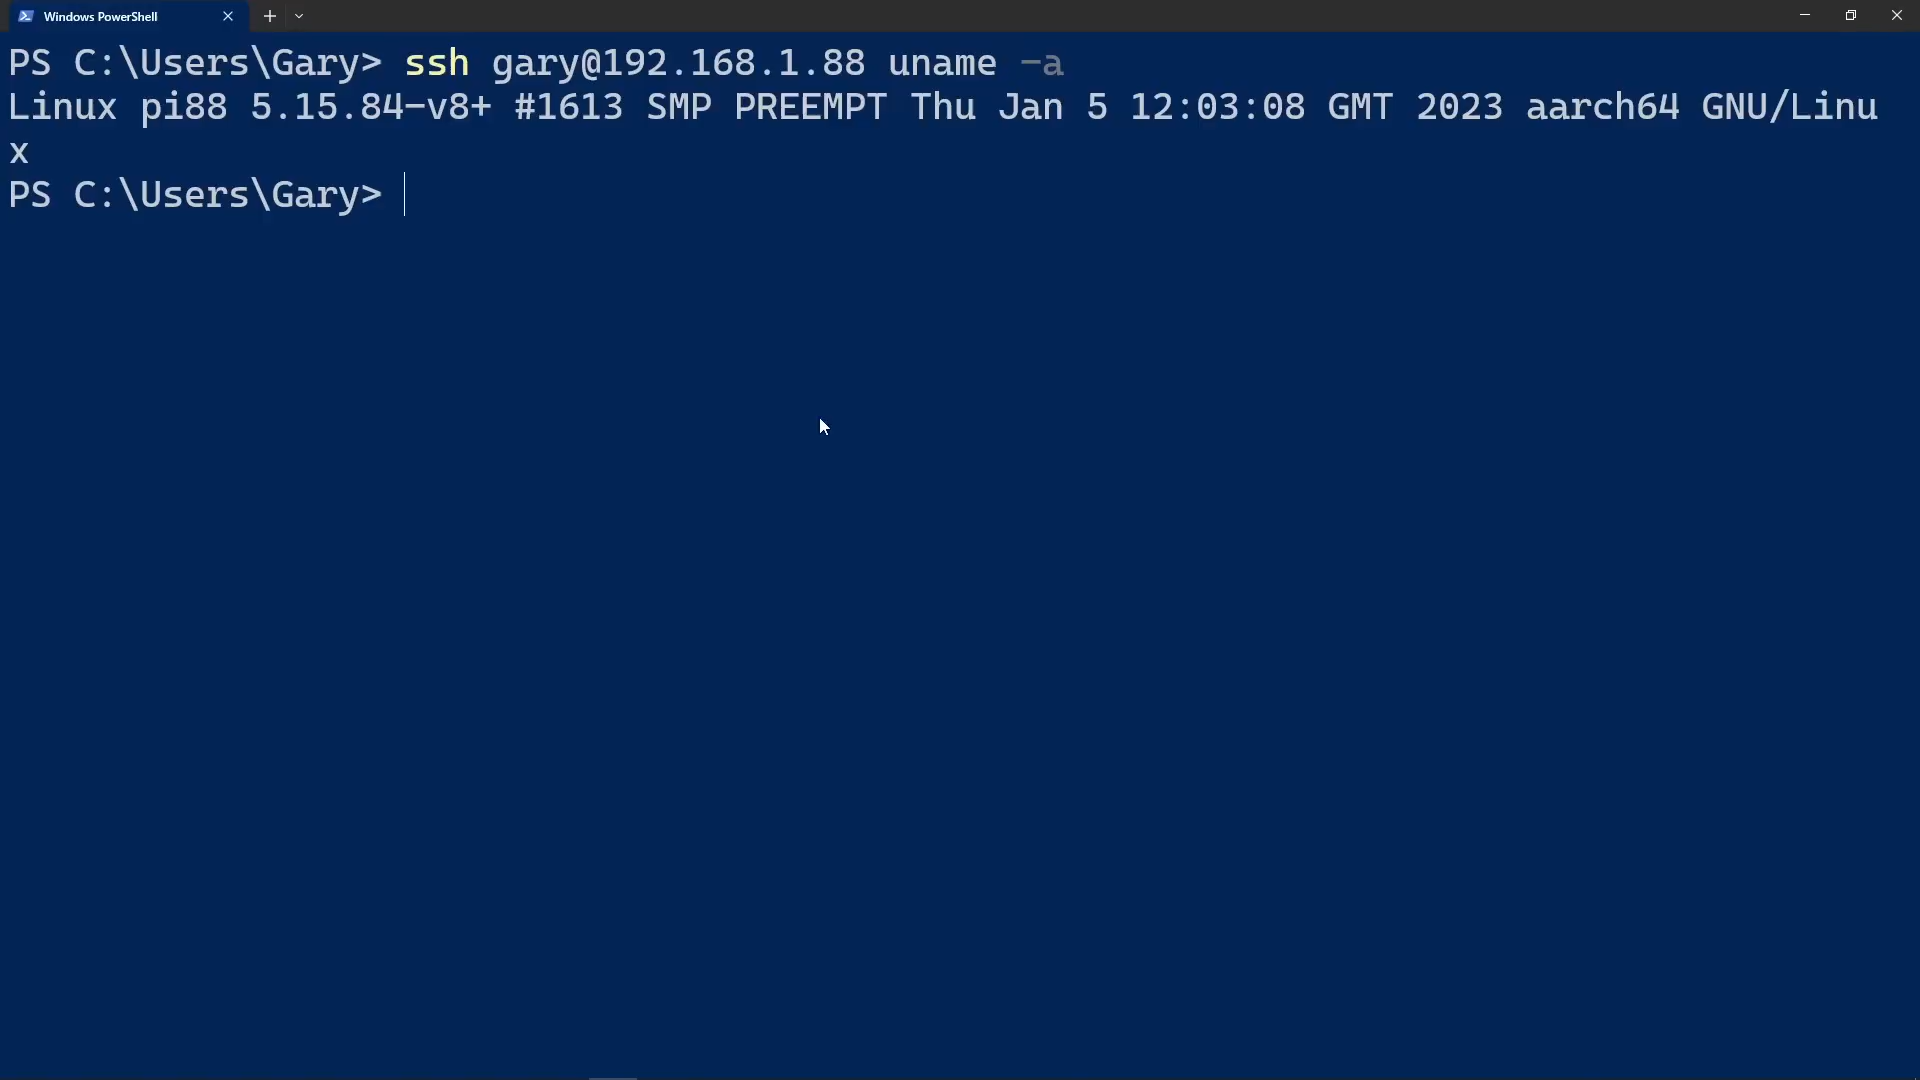 Windows PowerShell
PS C:\Users\Gary> ssh gary@192.168.1.88 uname -a
Linux pi88 5.15.84-v8+ #1613 SMP PREEMPT Thu Jan 5 12:03:08 GMT 2023 aarch64 GNU/Linu
x
PS C:\Users\Gary>